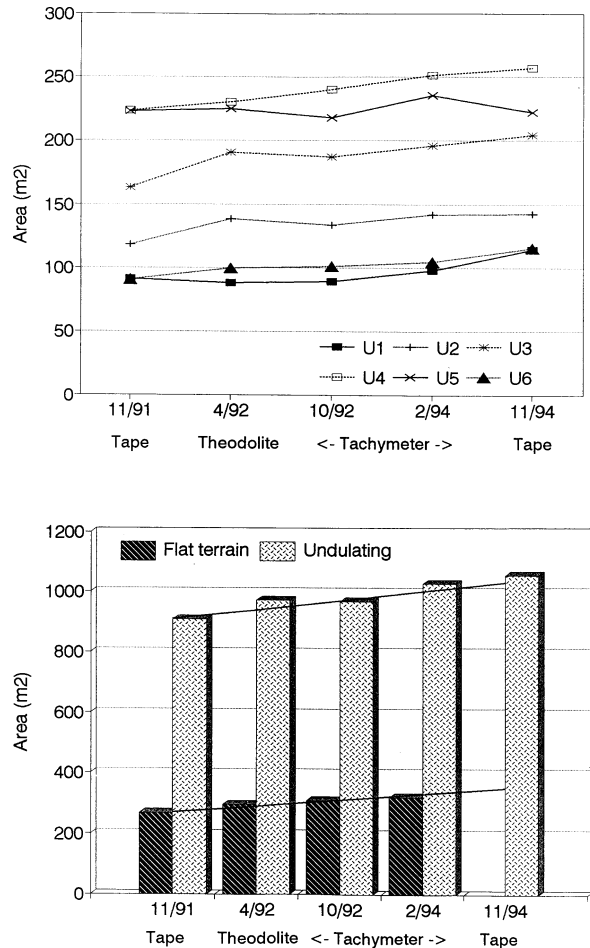 300
250
200
150
100
50
0
Area (m2)
U1 U2 U3
U4 U5 U6
11/91 4/92 10/92 2/94 11/94
Tape Theodolite <- Tachymeter -> Tape
1200
1000
800
600
400
200
0
Area (m2)
Flat terrain Undulating
11/91 4/92 10/92 2/94 11/94
Tape Theodolite <- Tachymeter -> Tape